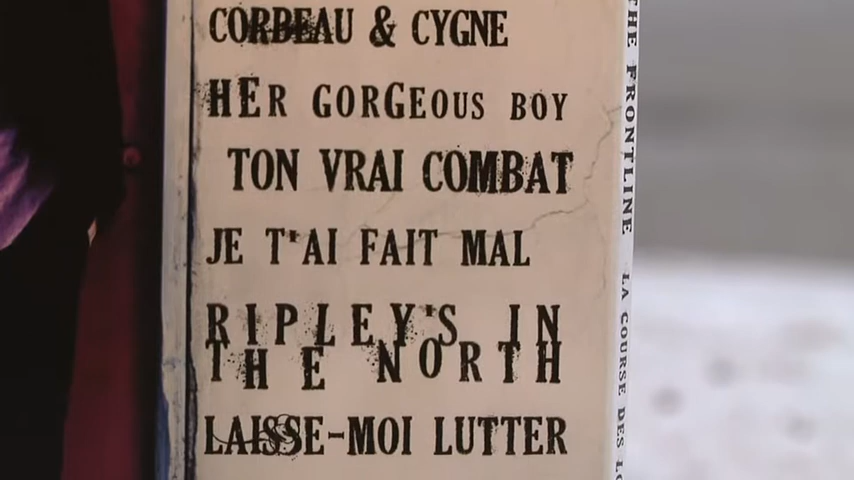 CORBEAU & CYGNE
HER GORGEOUS BOY
TON VRAI COMBAT
JE T'AI FAIT MAL
RIPLEY'S IN
THE NORTH
LAISSE-MOI LUTTER
THE FRONTLINE
LA COURSE DES